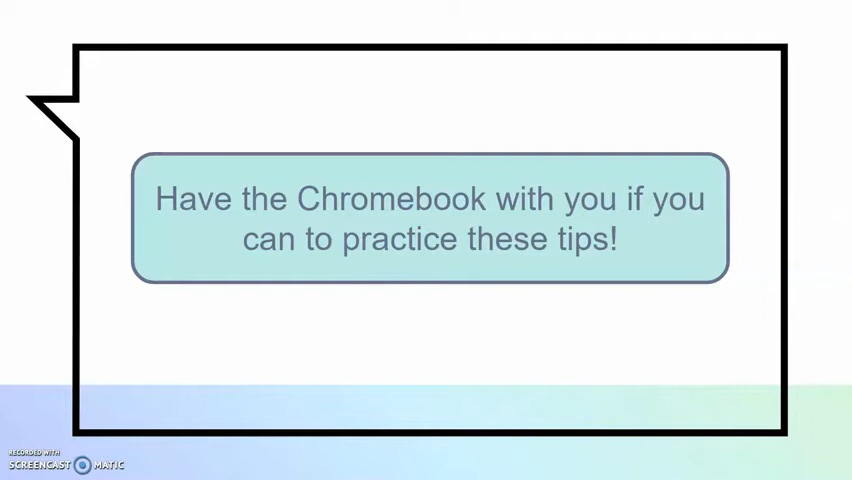 Have the Chromebook with you if you
can to practice these tips!
RECORDED WITH
SCREENCAST MATIC